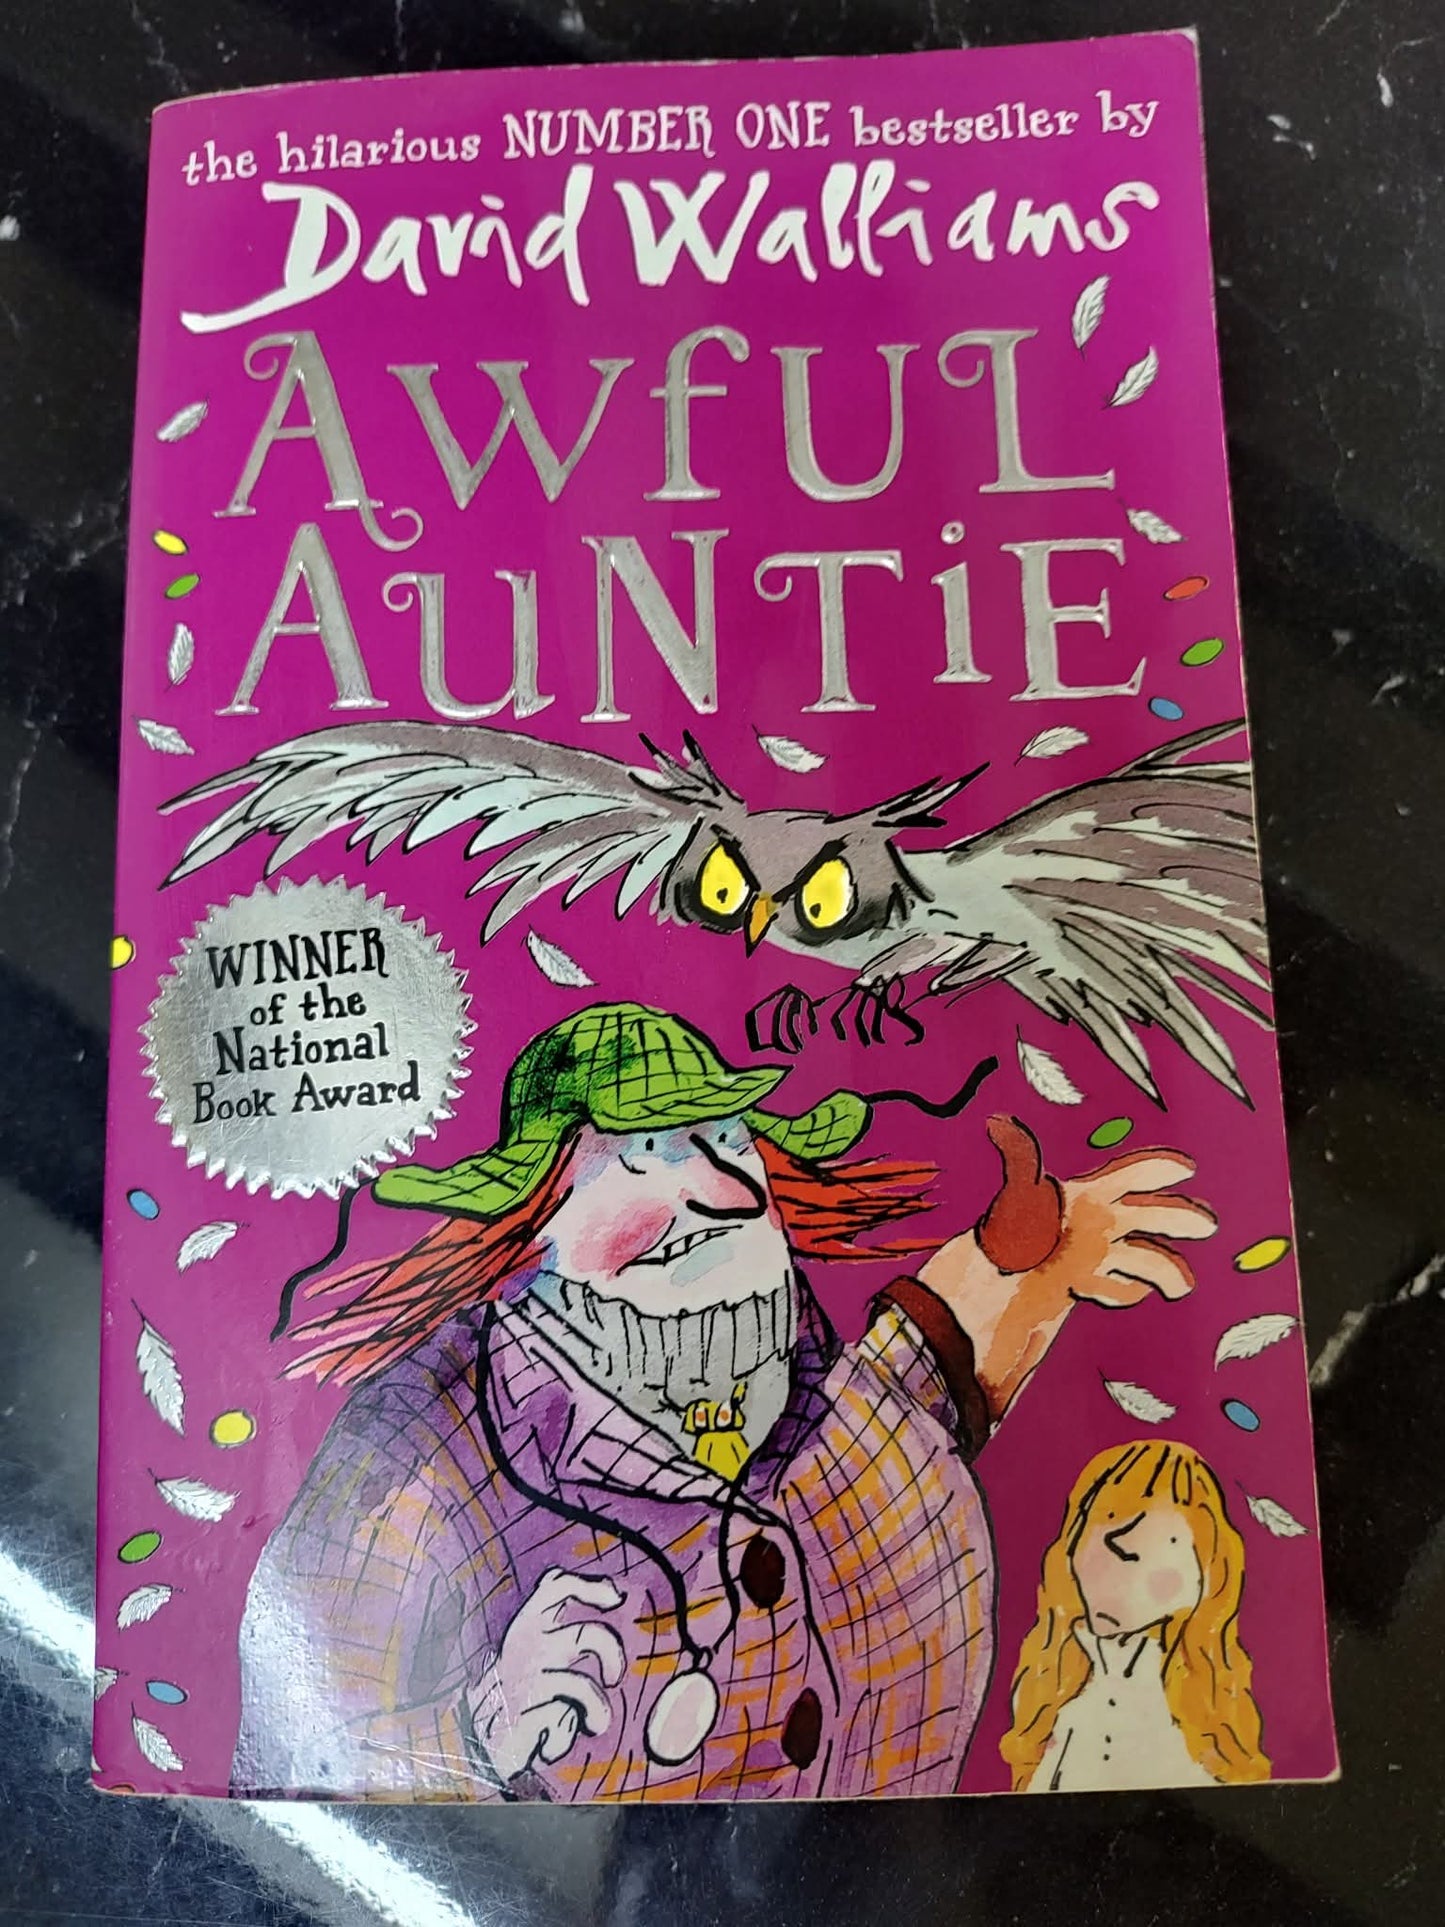 the hilarious NUMBER ONE bestseller by
David Walliams
AWfUL
AuNTiE
WINNER
of the
National
Book Award